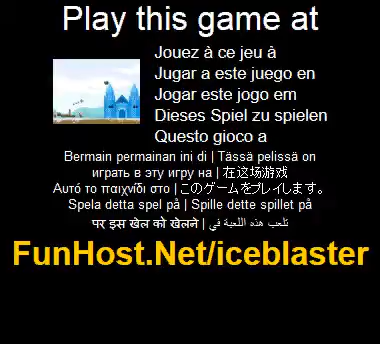 Play this game at
Jouez à ce jeu à
Jugar a este juego en
Jogar este jogo em
Dieses Spiel zu spielen
Questo gioco a
Bermain permainan ini di | Tässä pelissä on
играть в эту игру на | 在这场游戏
Αυτό το παιχνίδι στο | このゲームをプレイします。
Spela detta spel på | Spille dette spillet på
पर इस खेल को खेलने | تلعب هذه اللعبة في
FunHost.Net/iceblaster